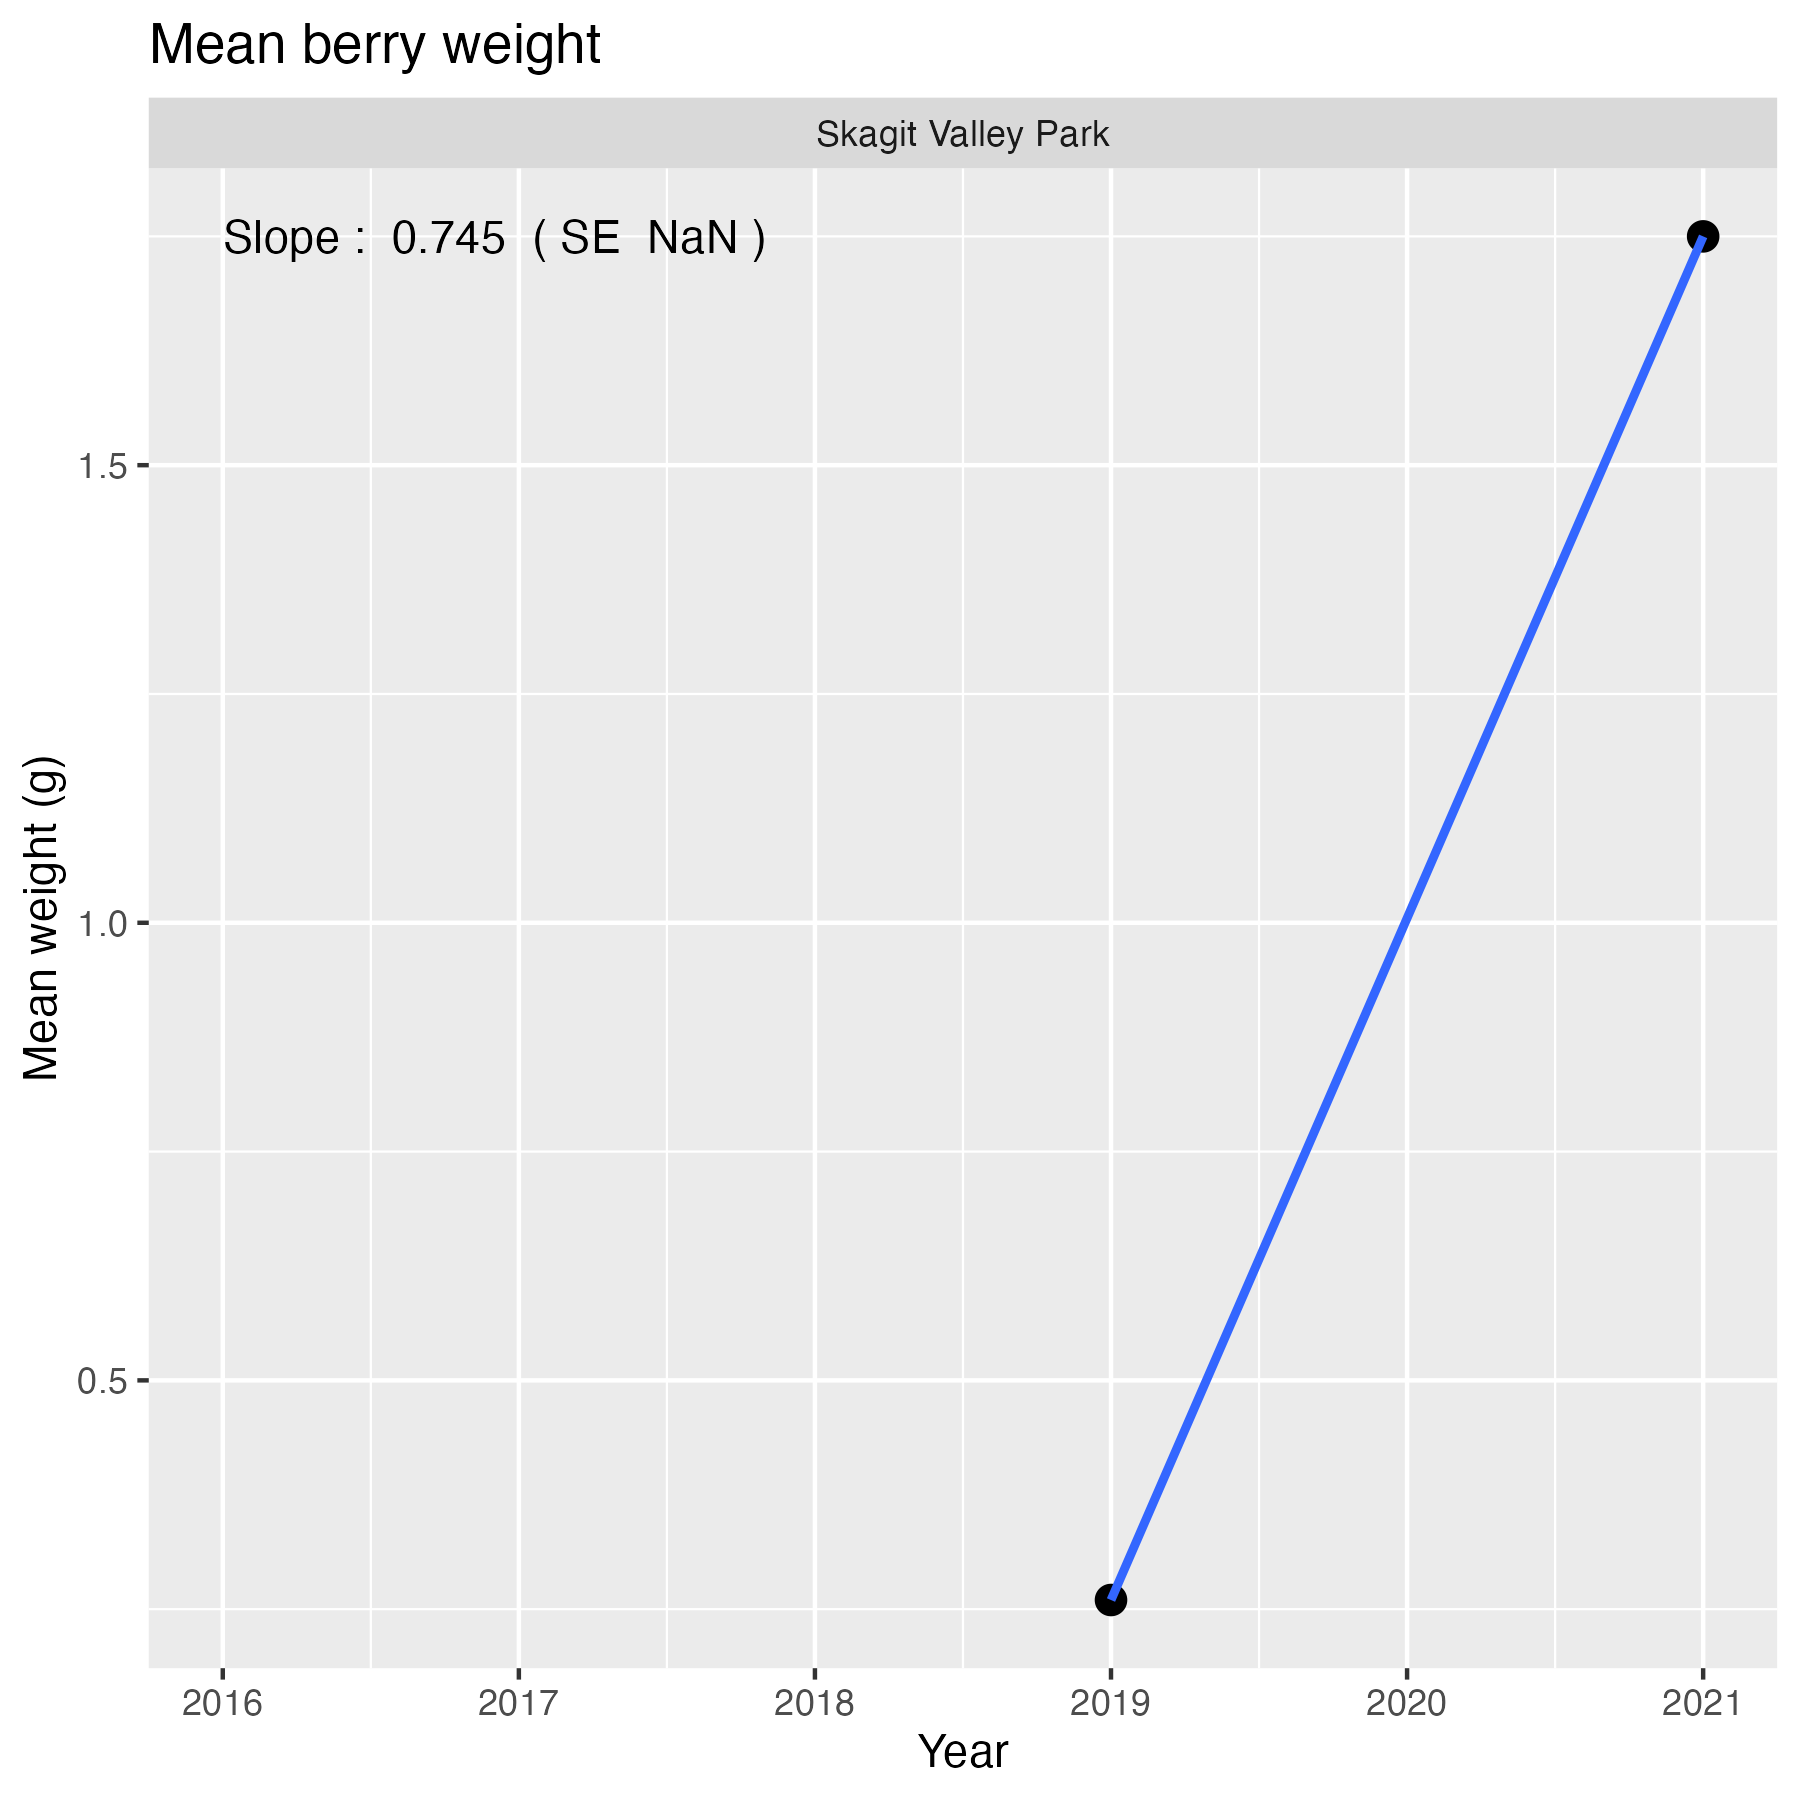 Mean berry weight
Skagit Valley Park
Slope :  0.745  ( SE  NaN )
1.5
1.0
0.5
Mean weight (g)
2016 2017 2018 2019 2020 2021
Year